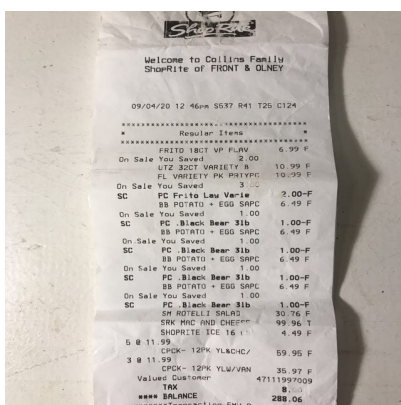 ShopRite
Welcome to Collins Family
ShopRite of FRONT & OLNEY
09/04/20 12 46pm S537 R41 T25 C124
************************************
* Regular Items *
************************************
FRITO 18CT VP FLAV 6.99 F
On Sale You Saved 2.00
UTZ 32CT VARIETY B 10.99 F
FL VARIETY PK PRTYPC 10.99 F
On Sale You Saved
SC PC Frito Lay Varie 2.00-F
BB POTATO + EGG SAPC 6.49 F
On Sale You Saved 1.00
SC PC .Black Bear 3lb 1.00-F
BB POTATO + EGG SAPC 6.49 F
On Sale You Saved 1.00
SC PC .Black Bear 3lb 1.00-F
BB POTATO + EGG SAPC 6.49 F
On Sale You Saved 1.00
SC PC .Black Bear 3lb 1.00-F
BB POTATO + EGG SAPC 6.49 F
On Sale You Saved 1.00
SC PC .Black Bear 3lb 1.00-F
SM ROTELLI SALAD 30.76 F
SRK MAC AND CHEESE 99.96 T
SHOPRITE ICE 16 4.49 F
5 @ 11.99
CPCK- 12PK YL&CHC/ 59.95 F
3 @ 11.99
CPCK- 12PK YLW/VAN 35.97 F
Valued Customer 47111997009
TAX
**** BALANCE 288.06